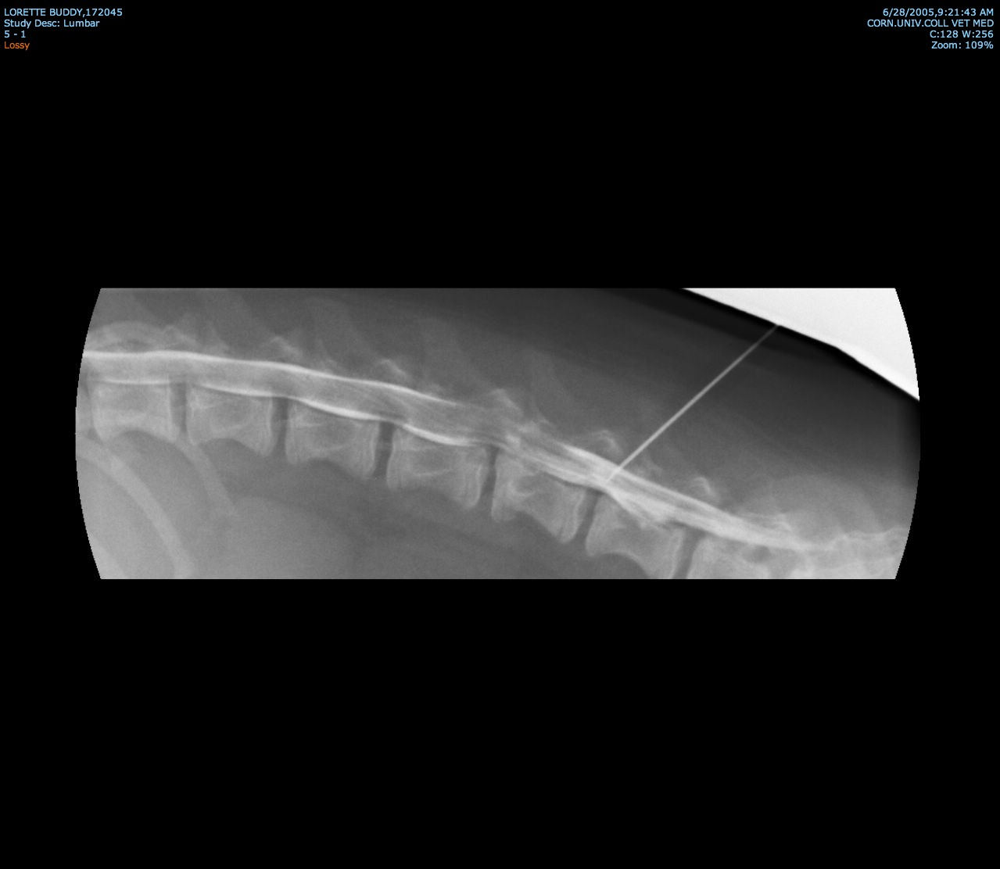 LORETTE BUDDY,172045
Study Desc: Lumbar
5 - 1
Lossy
6/28/2005,9:21:43 AM
CORN.UNIV.COLL VET MED
C:128 W:256
Zoom: 109%